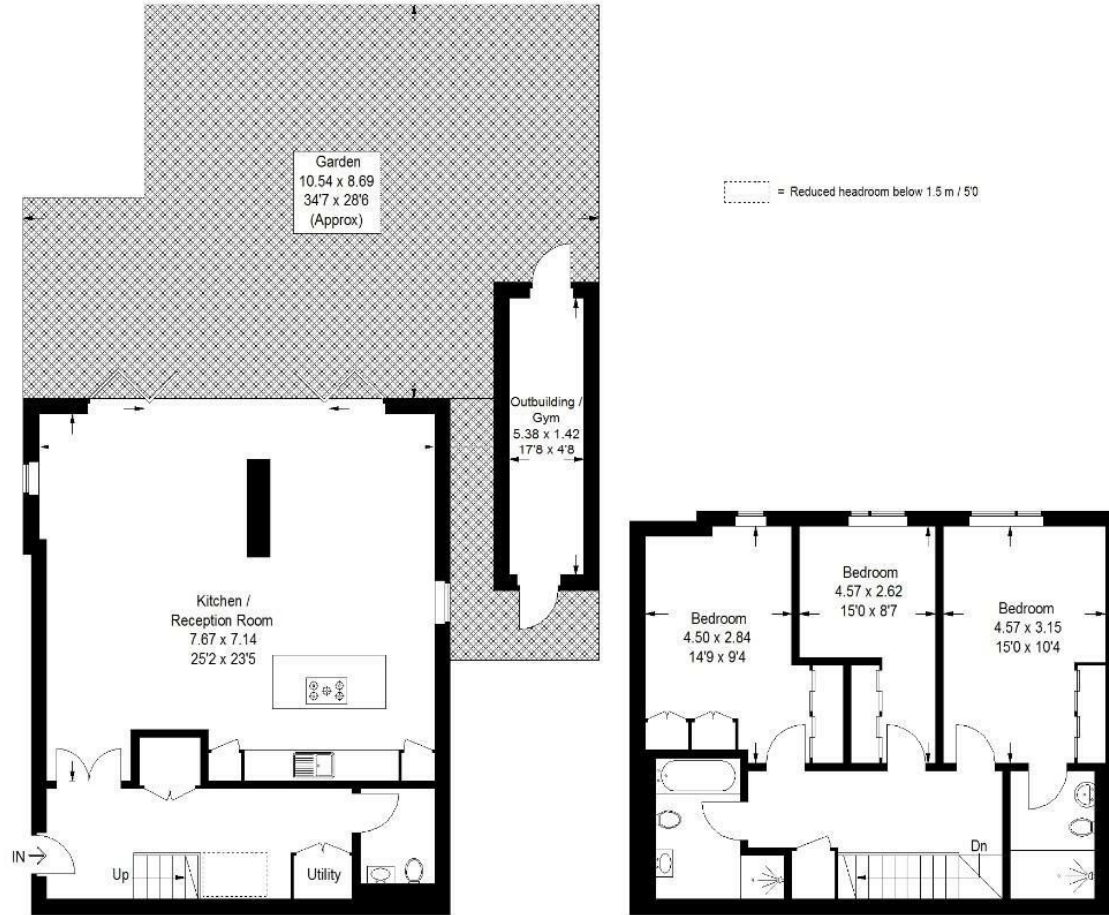 Garden
10.54 x 8.69
34'7 x 28'6
(Approx)
= Reduced headroom below 1.5 m / 5'0
Outbuilding /
Gym
5.38 x 1.42
17'8 x 4'8
Kitchen /
Reception Room
7.67 x 7.14
25'2 x 23'5
Bedroom
4.50 x 2.84
14'9 x 9'4
Bedroom
4.57 x 2.62
15'0 x 8'7
Bedroom
4.57 x 3.15
15'0 x 10'4
IN
Up
Utility
Dn